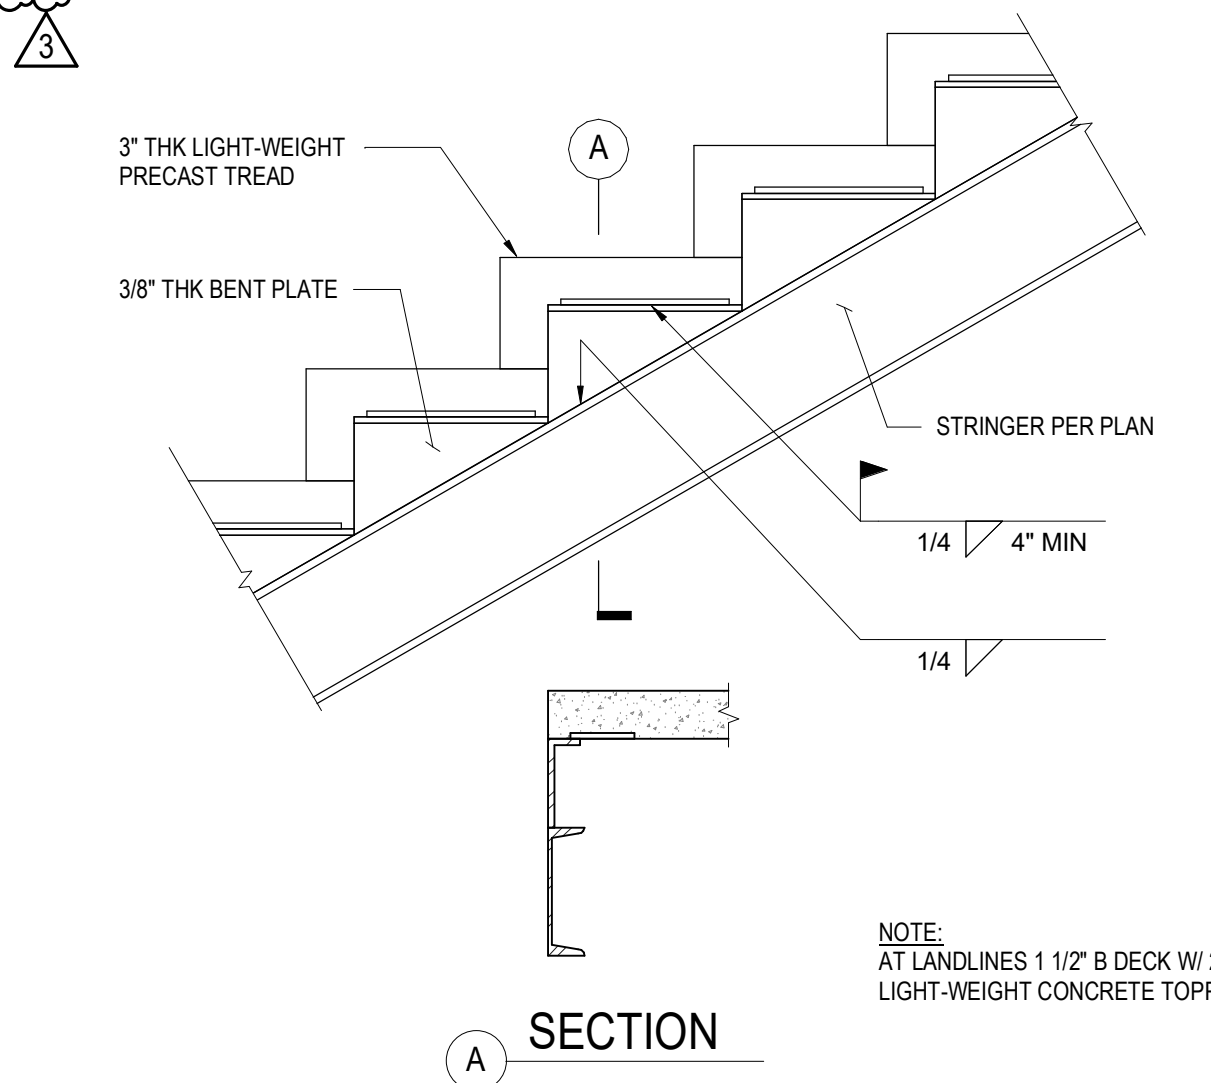 3
3" THK LIGHT-WEIGHT
PRECAST TREAD
A
3/8" THK BENT PLATE
STRINGER PER PLAN
1/4 4" MIN
1/4
NOTE:
AT LANDLINES 1 1/2" B DECK W/
LIGHT-WEIGHT CONCRETE
SECTION
A